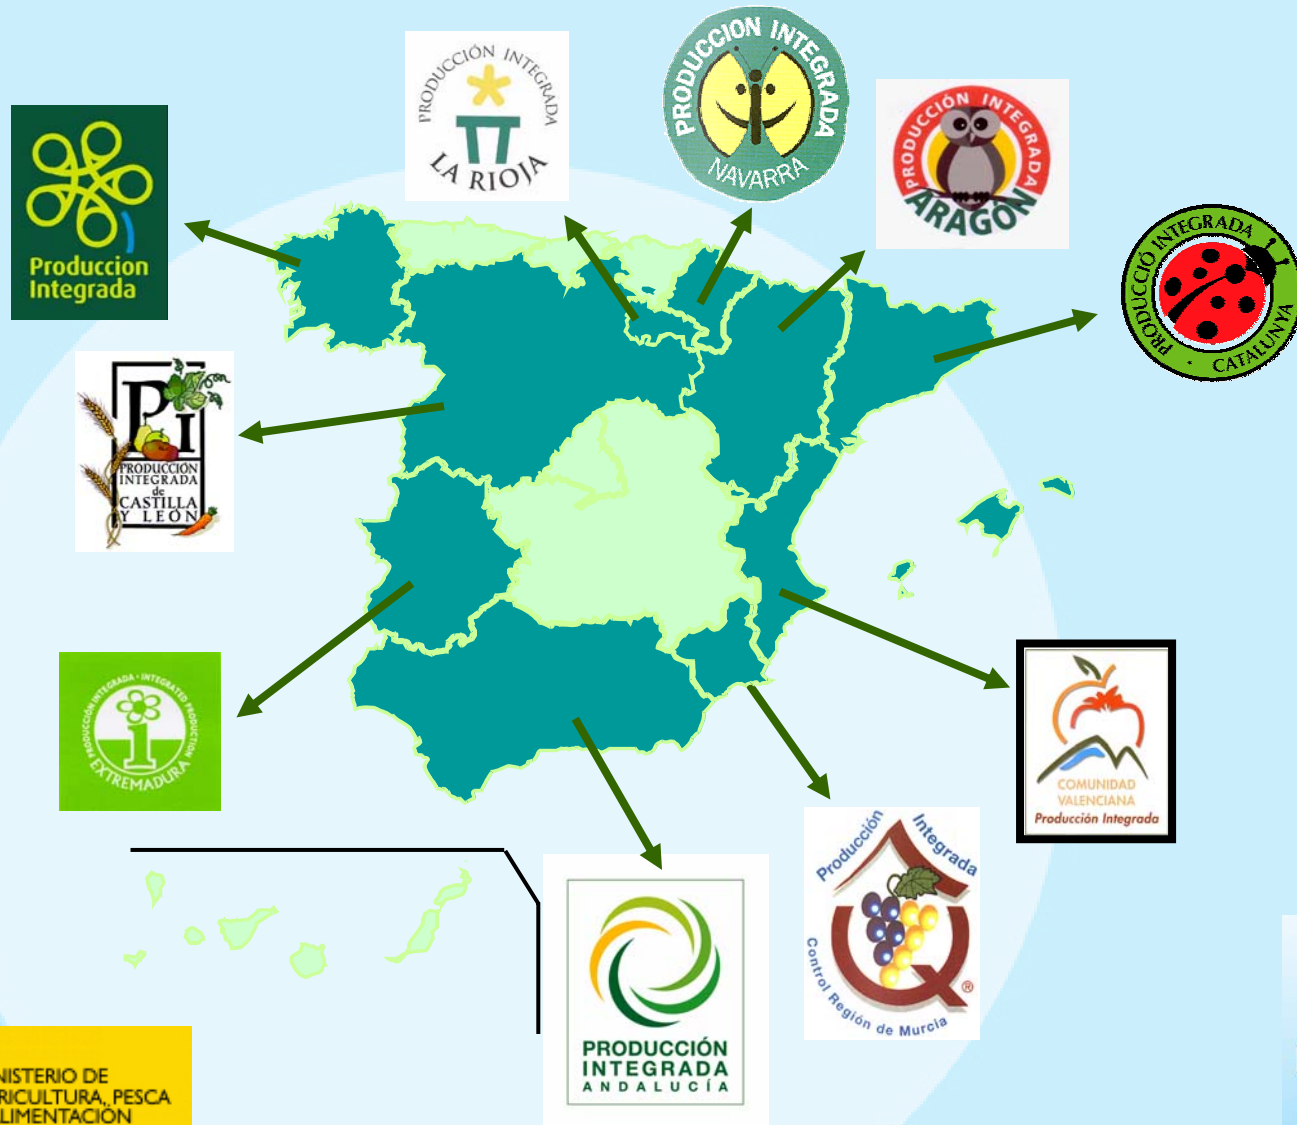 PRODUCCIÓN INTEGRADA
LA RIOJA
PRODUCCION INTEGRADA
NAVARRA
PRODUCCIÓN INTEGRADA
ARAGÓN
Produccion
Integrada
PRODUCCIÓ INTEGRADA
CATALUNYA
Pi
PRODUCCIÓN
INTEGRADA
de
CASTILLA
Y LEÓN
PRODUCCIÓN INTEGRADA · INTEGRATED PRODUCTION
i
EXTREMADURA
COMUNIDAD
VALENCIANA
Producción Integrada
Producción Integrada
Q ®
Control Región de Murcia
PRODUCCIÓN
INTEGRADA
ANDALUCÍA
NISTERIO DE
RICULTURA, PESCA
LIMENTACIÓN